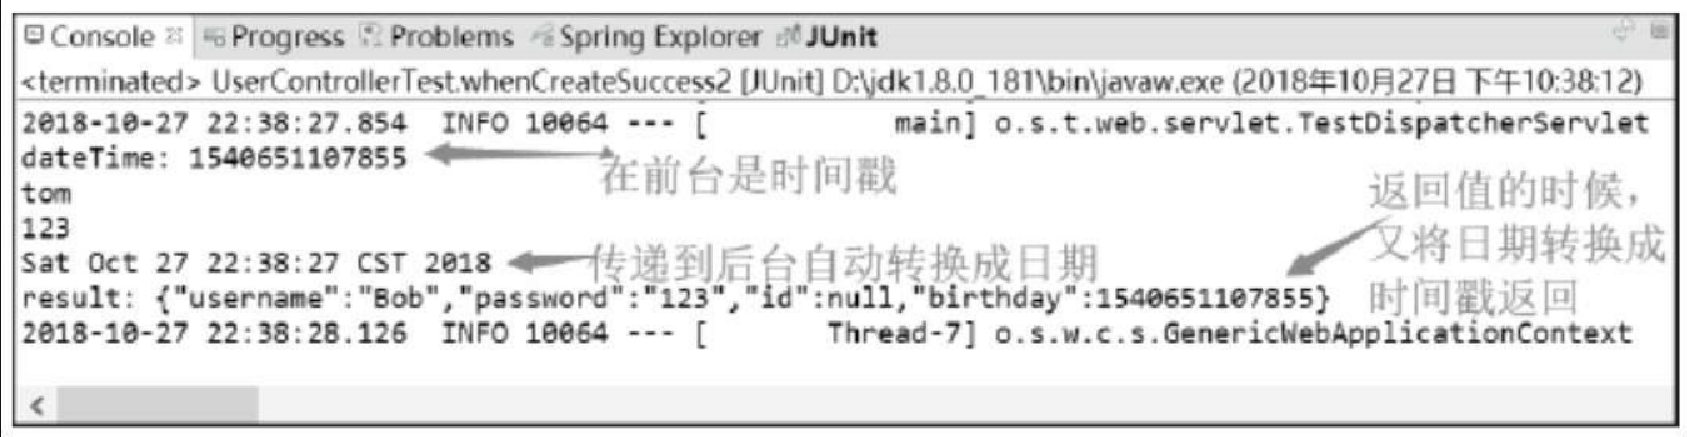 Console Progress Problems Spring Explorer JUnit
<terminated> UserControllerTest.whenCreateSuccess2 [JUnit] D:\jdk1.8.0_181\bin\javaw.exe (2018年10月27日 下午10:38:12)
2018-10-27 22:38:27.854  INFO 10064 --- [           main] o.s.t.web.servlet.TestDispatcherServlet
dateTime: 1540651107855
在前台是时间戳
tom
123
Sat Oct 27 22:38:27 CST 2018
传递到后台自动转换成日期
返回值的时候，
又将日期转换成
时间戳返回
result: {"username":"Bob","password":"123","id":null,"birthday":1540651107855}
2018-10-27 22:38:28.126  INFO 10064 --- [       Thread-7] o.s.w.c.s.GenericWebApplicationContext